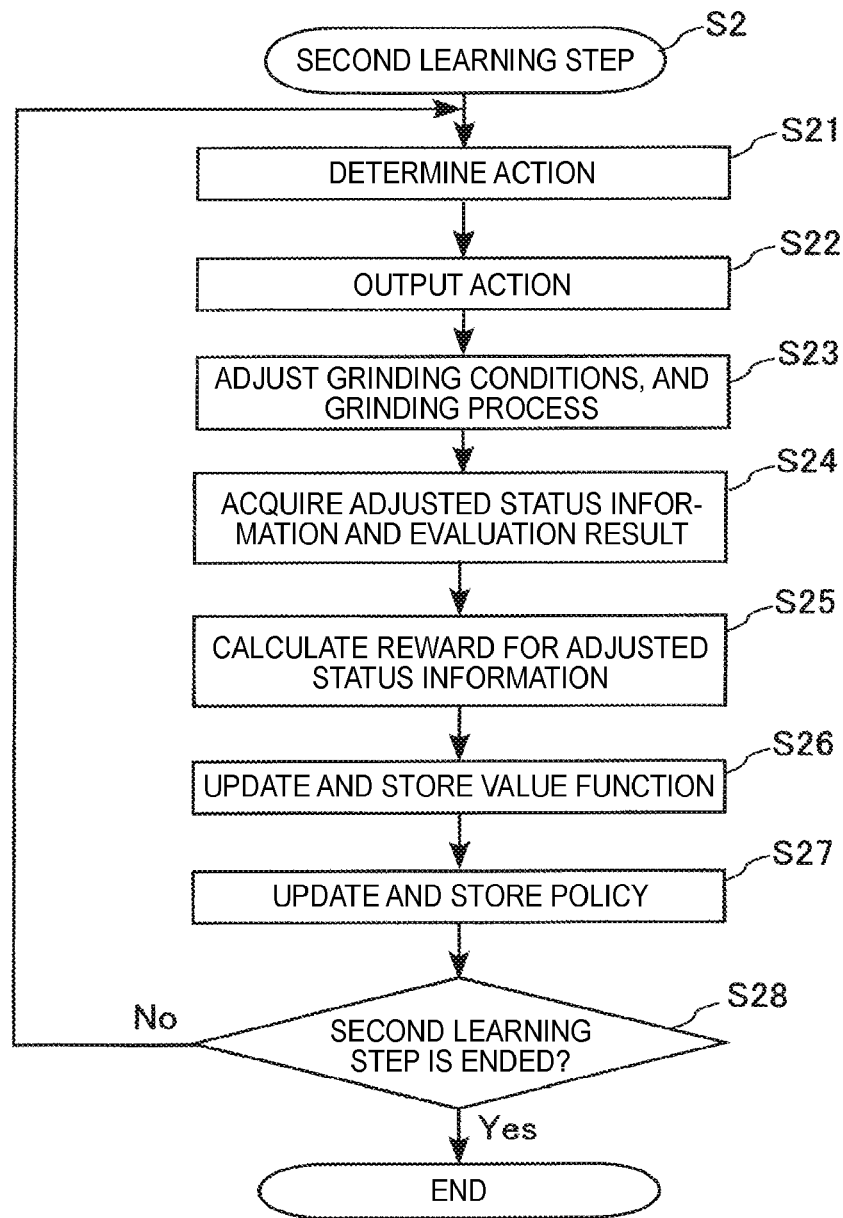 S2
SECOND LEARNING STEP
S21
DETERMINE ACTION
S22
OUTPUT ACTION
S23
ADJUST GRINDING CONDITIONS, AND
GRINDING PROCESS
S24
ACQUIRE ADJUSTED STATUS INFOR-
MATION AND EVALUATION RESULT
S25
CALCULATE REWARD FOR ADJUSTED
STATUS INFORMATION
S26
UPDATE AND STORE VALUE FUNCTION
S27
UPDATE AND STORE POLICY
S28
No
SECOND LEARNING
STEP IS ENDED?
Yes
END